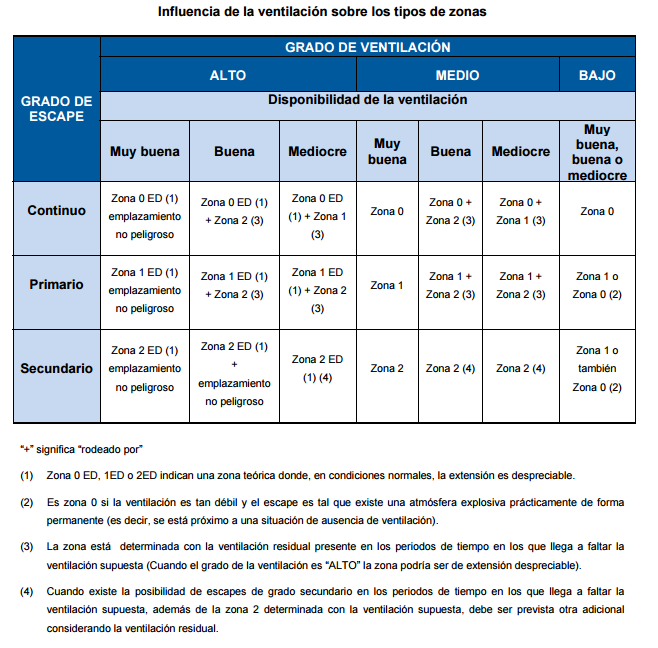 Influencia de la ventilación sobre los tipos de zonas
GRADO DE ESCAPE
GRADO DE VENTILACIÓN
ALTO
MEDIO
BAJO
Disponibilidad de la ventilación
Muy buena
Buena
Mediocre
Muy buena
Buena
Mediocre
Muy buena, buena o mediocre
Continuo
Zona 0 ED (1) emplazamiento no peligroso
Zona 0 ED (1) + Zona 2 (3)
Zona 0 ED (1) + Zona 1 (3)
Zona 0
Zona 0 + Zona 2 (3)
Zona 0 + Zona 1 (3)
Zona 0
Primario
Zona 1 ED (1) emplazamiento no peligroso
Zona 1 ED (1) + Zona 2 (3)
Zona 1 ED (1) + Zona 2 (3)
Zona 1
Zona 1 + Zona 2 (3)
Zona 1 + Zona 2 (3)
Zona 1 o Zona 0 (2)
Secundario
Zona 2 ED (1) emplazamiento no peligroso
Zona 2 ED (1) + emplazamiento no peligroso
Zona 2 ED (1) (4)
Zona 2
Zona 2 (4)
Zona 2 (4)
Zona 1 o también Zona 0 (2)
“+” significa “rodeado por”
(1) Zona 0 ED, 1ED o 2ED indican una zona teórica donde, en condiciones normales, la extensión es despreciable.
(2) Es zona 0 si la ventilación es tan débil y el escape es tal que existe una atmósfera explosiva prácticamente de forma
permanente (es decir, se está próximo a una situación de ausencia de ventilación).
(3) La zona está determinada con la ventilación residual presente en los periodos de tiempo en los que llega a faltar la
ventilación supuesta (Cuando el grado de la ventilación es “ALTO” la zona podría ser de extensión despreciable).
(4) Cuando existe la posibilidad de escapes de grado secundario en los periodos de tiempo en los que llega a faltar la
ventilación supuesta, además de la zona 2 determinada con la ventilación supuesta, debe ser prevista otra adicional
considerando la ventilación residual.